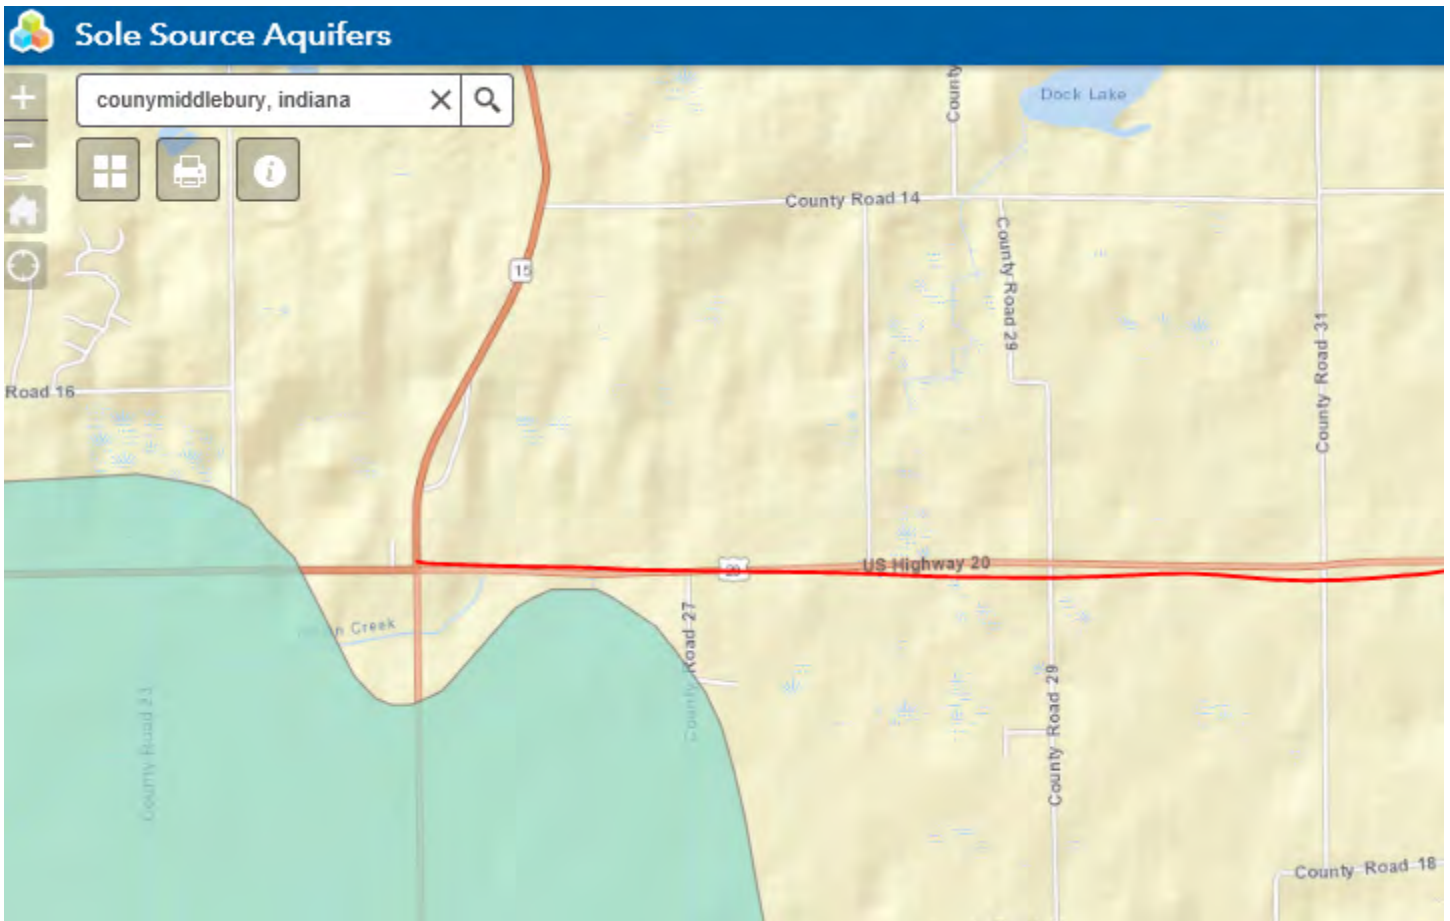 Sole Source Aquifers
counymiddlebury, indiana
Dock Lake
County
County Road 14
15
County Road 29
County Road 31
Road 16
US Highway 20
20
Creek
County Road 27
County Road 23
County Road 29
County Road 18